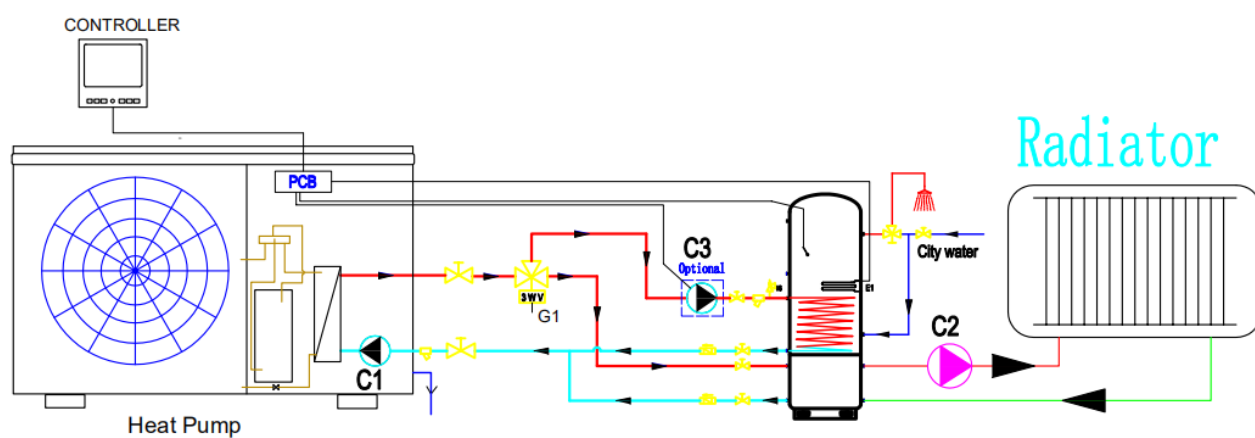 CONTROLLER
Radiator
PCB
C3
Optional
City water
E1
3WV
G1
C2
C1
Heat Pump